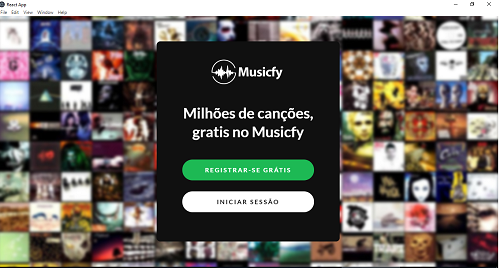 React App
File Edit View Window Help
Musicfy
Milhões de canções,
gratis no Musicfy
REGISTRAR-SE GRÁTIS
INICIAR SESSÃO